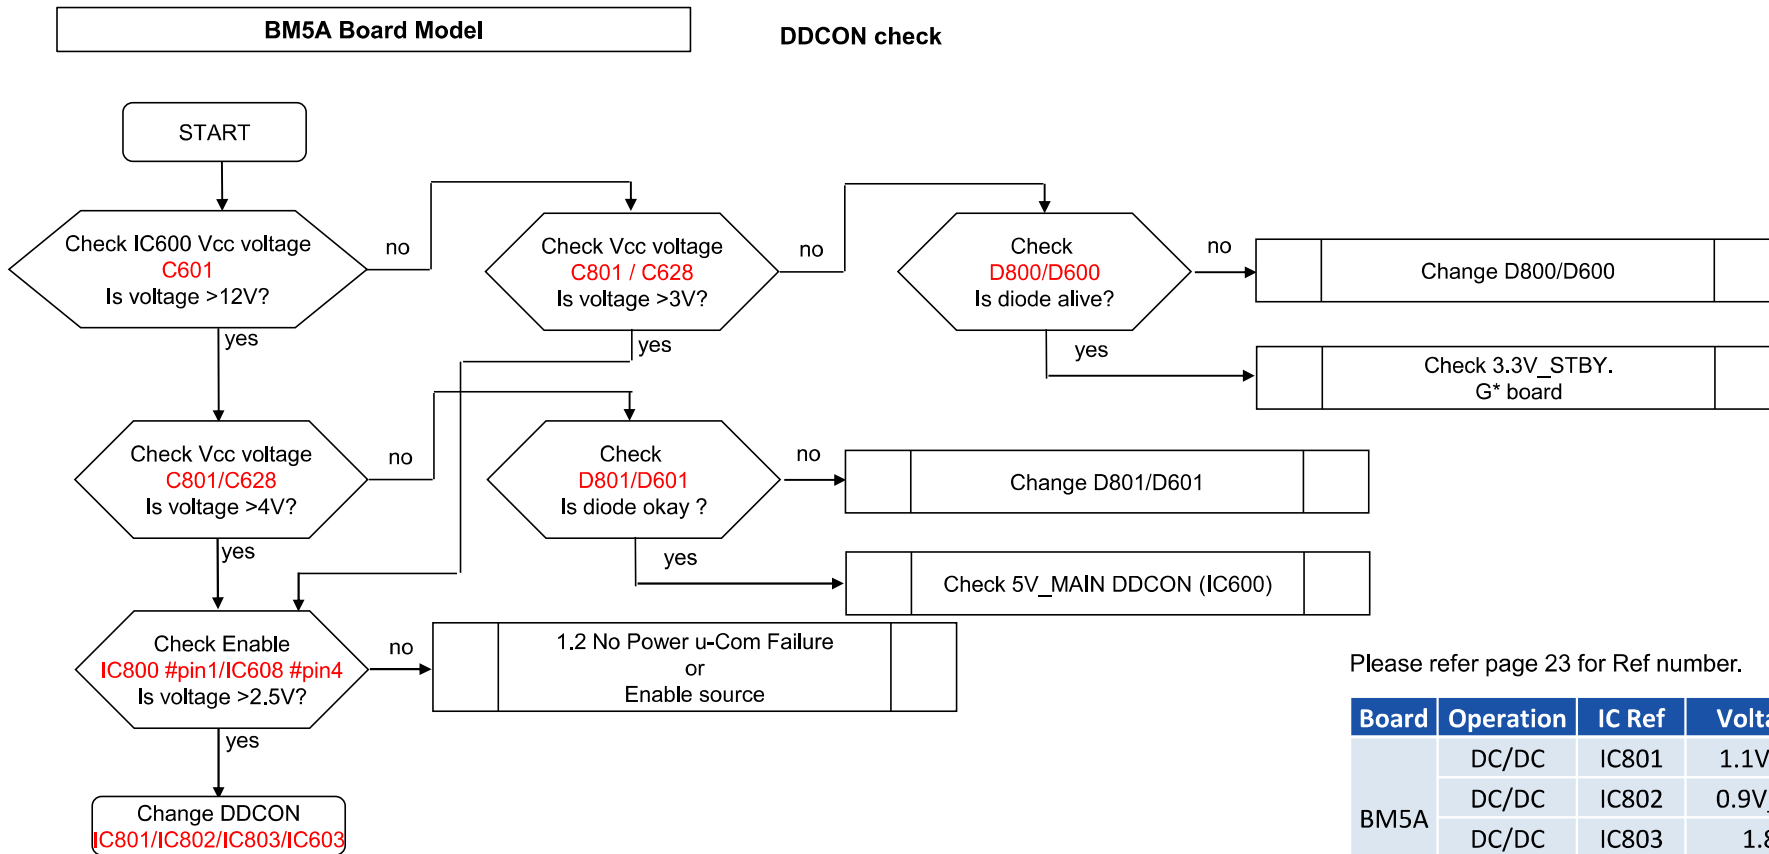 BM5A Board Model
DDCON check
START
Check IC600 Vcc voltage
C601
Is voltage >12V?
no
yes
Check Vcc voltage
C801 / C628
Is voltage >3V?
no
yes
Check
D800/D600
Is diode alive?
no
yes
Change D800/D600
Check 3.3V_STBY.
G* board
Check Vcc voltage
C801/C628
Is voltage >4V?
no
yes
Check
D801/D601
Is diode okay ?
no
yes
Change D801/D601
Check 5V_MAIN DDCON (IC600)
Check Enable
IC800 #pin1/IC608 #pin4
Is voltage >2.5V?
no
yes
1.2 No Power u-Com Failure
or
Enable source
Change DDCON
IC801/IC802/IC803/IC603
Please refer page 23 for Ref number.
Board Operation IC Ref
BM5A
DC/DC IC801 1.1V
DC/DC IC802 0.9V
DC/DC IC803